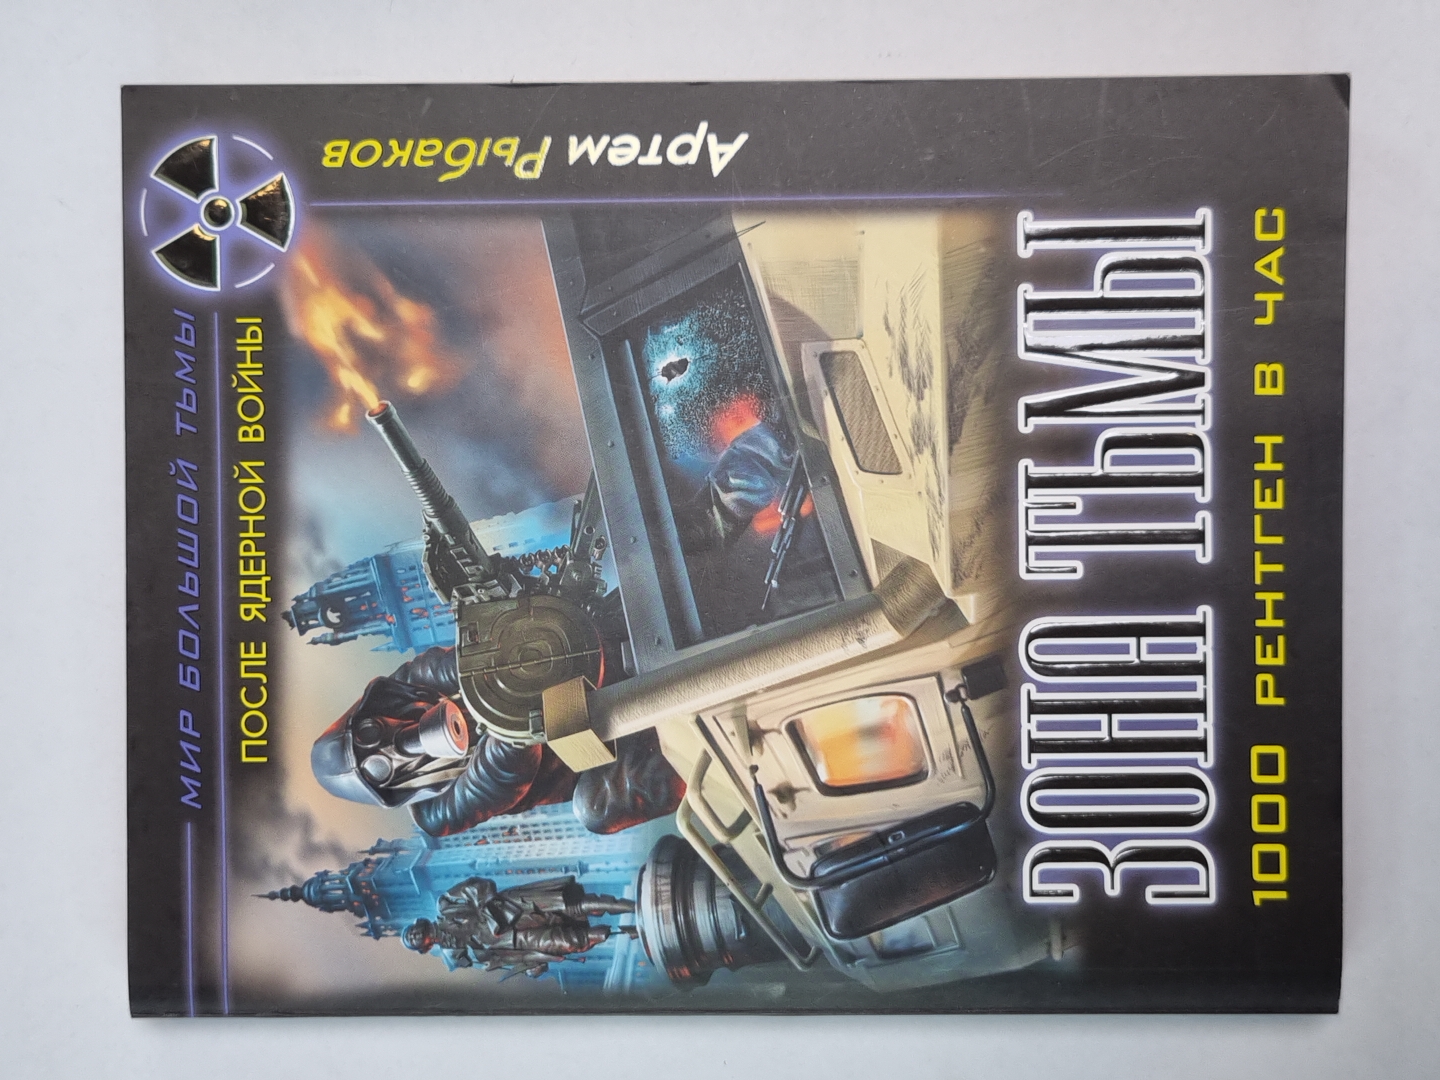 МИР БОЛЬШОЙ ТЬМЫ
ПОСЛЕ ЯДЕРНОЙ ВОЙНЫ
Артем Рыбаков
ЗОНА ТЬМЫ
1000 РЕНТГЕН В ЧАС